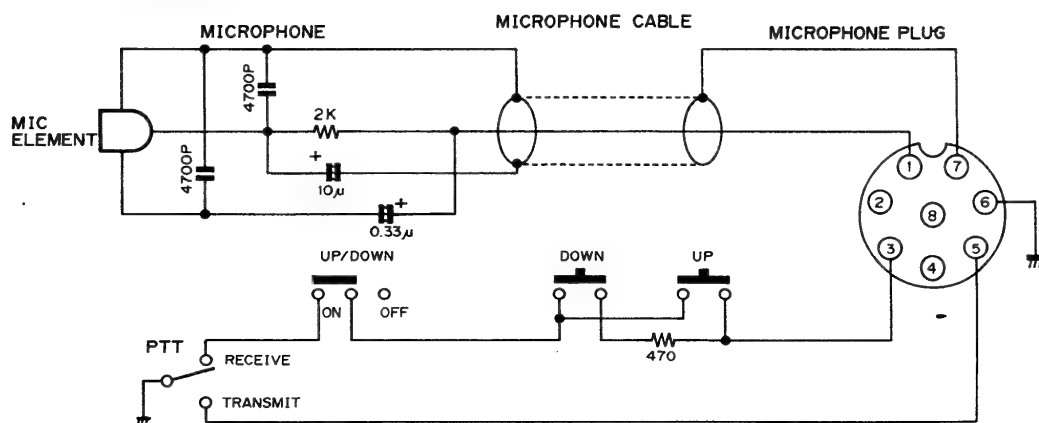 MICROPHONE
MICROPHONE CABLE
MICROPHONE PLUG
MIC
ELEMENT
4700P
4700P
2K
+
10μ
+
0.33μ
1
7
2
8
6
3
4
5
UP/DOWN
ON
OFF
DOWN
UP
470
PTT
RECEIVE
TRANSMIT